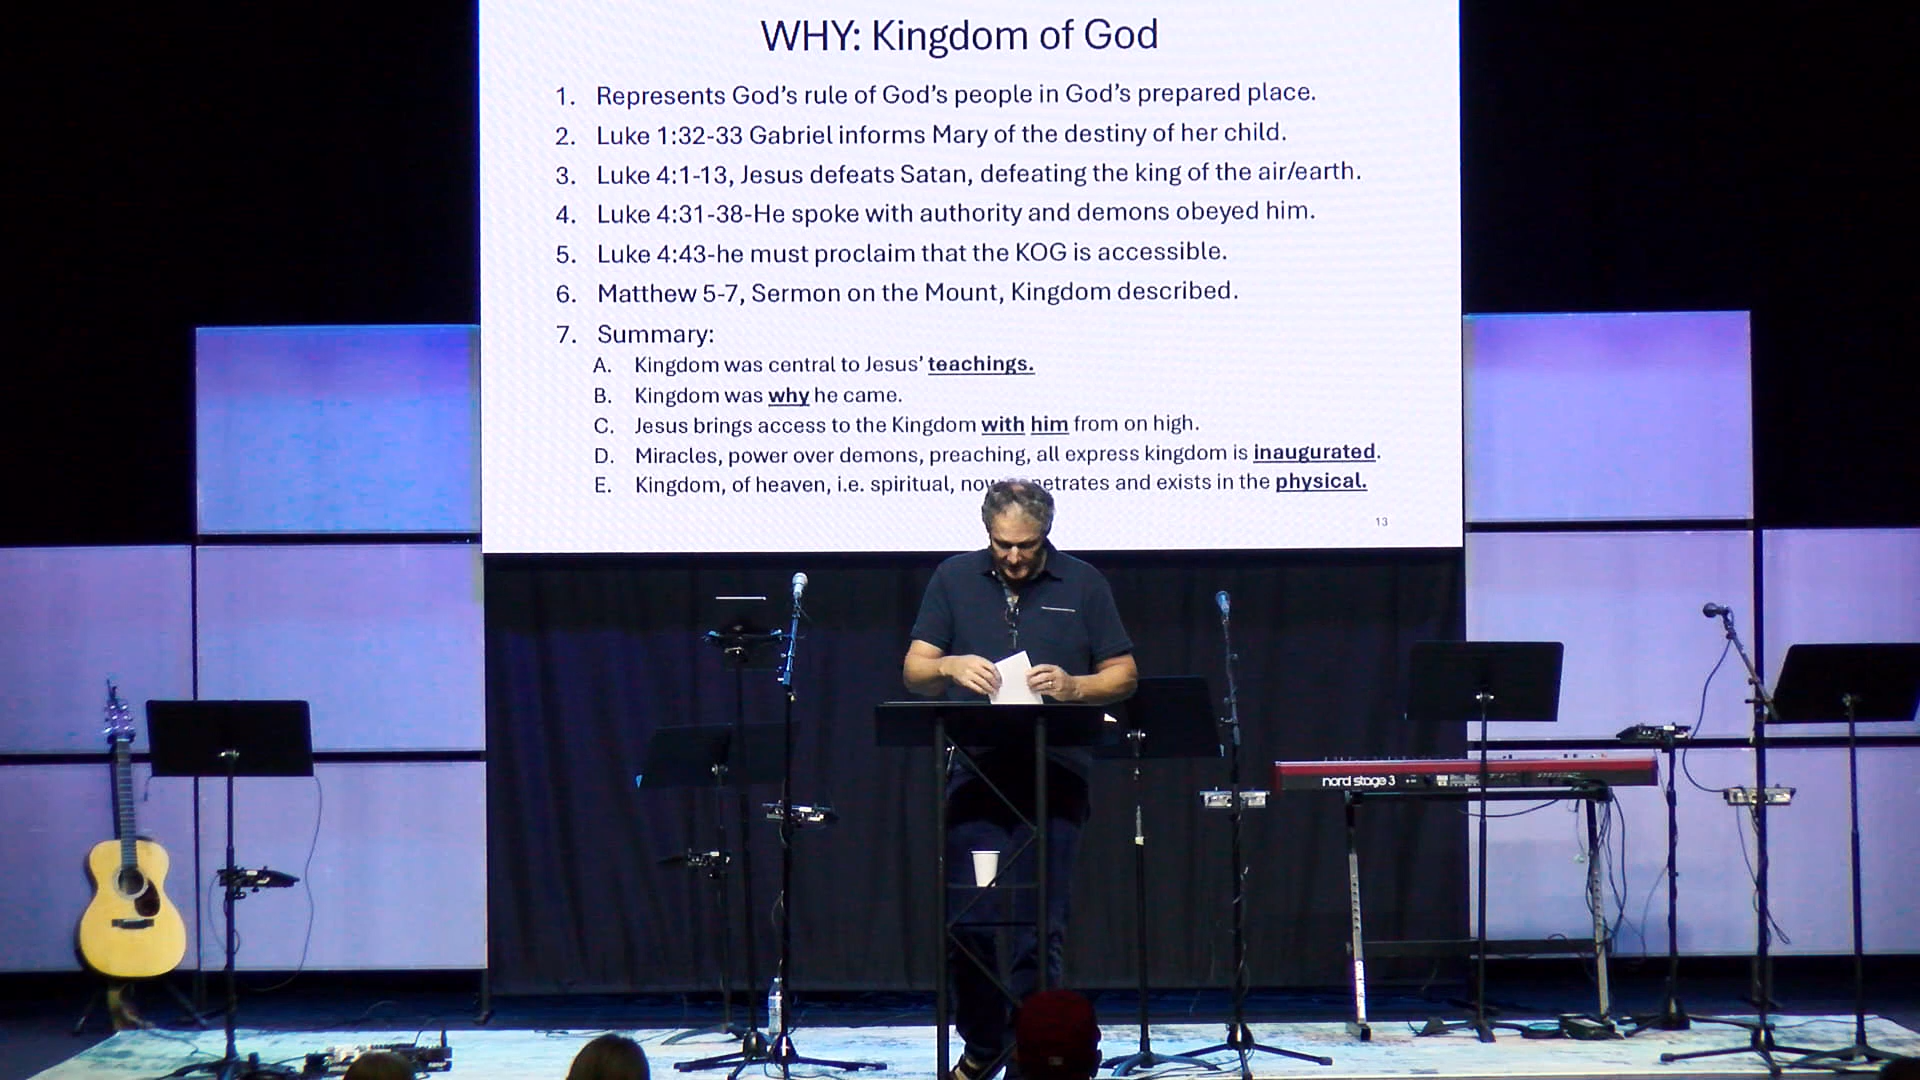 WHY: Kingdom of God
1. Represents God's rule of God's people in God's prepared place.
2. Luke 1:32-33 Gabriel informs Mary of the destiny of her child.
3. Luke 4:1-13, Jesus defeats Satan, defeating the king of the air/earth.
4. Luke 4:31-38-He spoke with authority and demons obeyed him.
5. Luke 4:43-he must proclaim that the KOG is accessible.
6. Matthew 5-7, Sermon on the Mount, Kingdom described.
7. Summary:
A. Kingdom was central to Jesus' teachings.
B. Kingdom was why he came.
C. Jesus brings access to the Kingdom with him from on high.
D. Miracles, power over demons, preaching, all express kingdom is inaugurated.
E. Kingdom, of heaven, i.e. spiritual, and exists in the physical.
13
nord stage 3